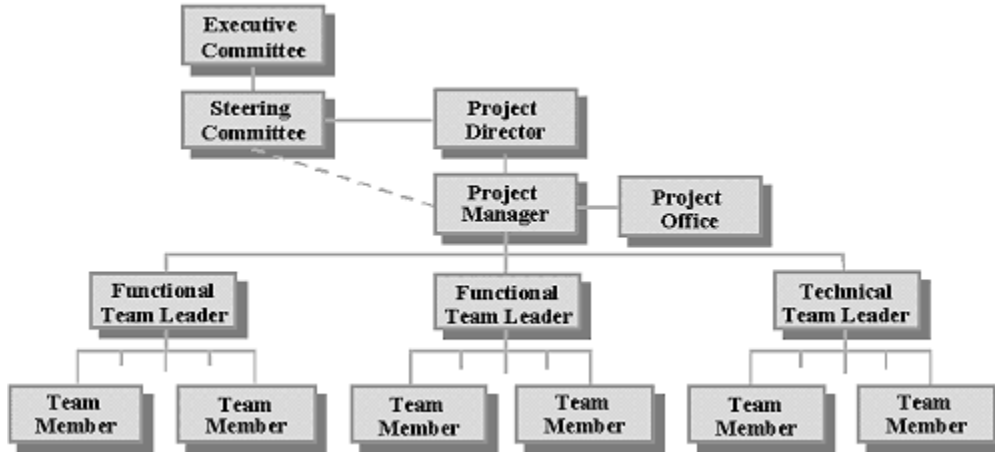 Executive
Committee
Steering
Committee
Project
Director
Project
Manager
Project
Office
Functional
Team Leader
Functional
Team Leader
Technical
Team Leader
Team
Member
Team
Member
Team
Member
Team
Member
Team
Member
Team
Member